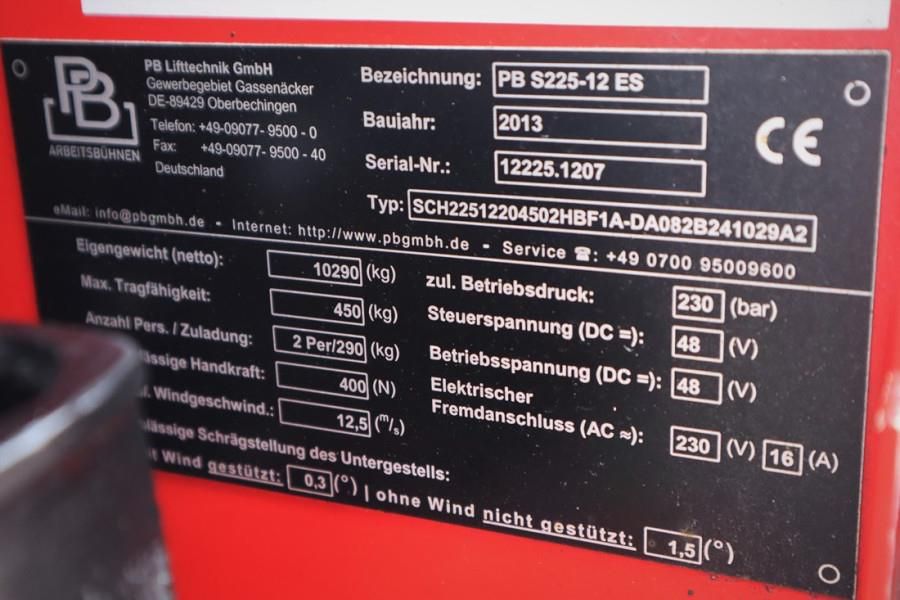 PB
ARBEITSBÜHNEN
PB Lifttechnik GmbH
Gewerbegebiet Gassenäcker
DE-89429 Oberbechingen
Telefon: +49-09077- 9500 - 0
Fax: +49-09077- 9500 - 40
Deutschland
Bezeichnung: PB S225-12 ES
Baujahr: 2013
Serial-Nr.: 12225.1207
Typ: SCH22512204502HBF1A-DA082B241029A2
CE
eMail: info@pbgmbh.de - Internet: http://www.pbgmbh.de - Service ☎: +49 0700 95009600
Eigengewicht (netto): 10290 (kg)
Max. Tragfähigkeit: 450 (kg)
Anzahl Pers. / Zuladung: 2 Per/290 (kg)
lässige Handkraft: 400 (N)
l. Windgeschwind.: 12,5 (m/s)
zul. Betriebsdruck: 230 (bar)
Steuerspannung (DC =): 48 (V)
Betriebsspannung (DC =): 48 (V)
Elektrischer
Fremdanschluss (AC ≈): 230 (V) 16 (A)
lässige Schrägstellung des Untergestells:
it Wind gestützt: 0,3 (°) | ohne Wind nicht gestützt: 1,5 (°)